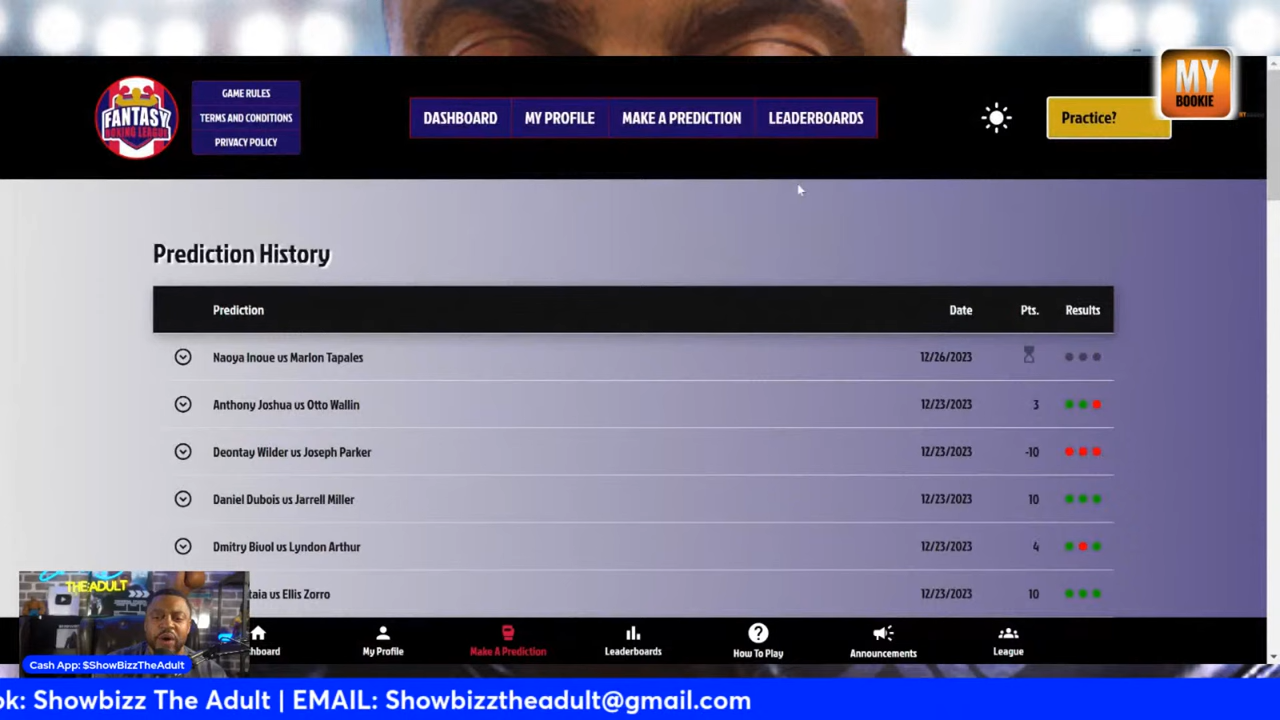 MY
BOOKIE
FANTASY
BOXING LEAGUE
GAME RULES
TERMS AND CONDITIONS
PRIVACY POLICY
DASHBOARD
MY PROFILE
MAKE A PREDICTION
LEADERBOARDS
Practice?
Prediction History
Prediction Date Pts. Results
Naoya Inoue vs Marlon Tapales 12/26/2023
Anthony Joshua vs Otto Wallin 12/23/2023 3
Deontay Wilder vs Joseph Parker 12/23/2023 -10
Daniel Dubois vs Jarrell Miller 12/23/2023 10
Dmitry Bivol vs Lyndon Arthur 12/23/2023 4
taia vs Ellis Zorro 12/23/2023 10
THE ADULT
Cash App: $ShowBizzTheAdult
hboard
My Profile
Make A Prediction
Leaderboards
How To Play
Announcements
League
ok: Showbizz The Adult | EMAIL: Showbizztheadult@gmail.com